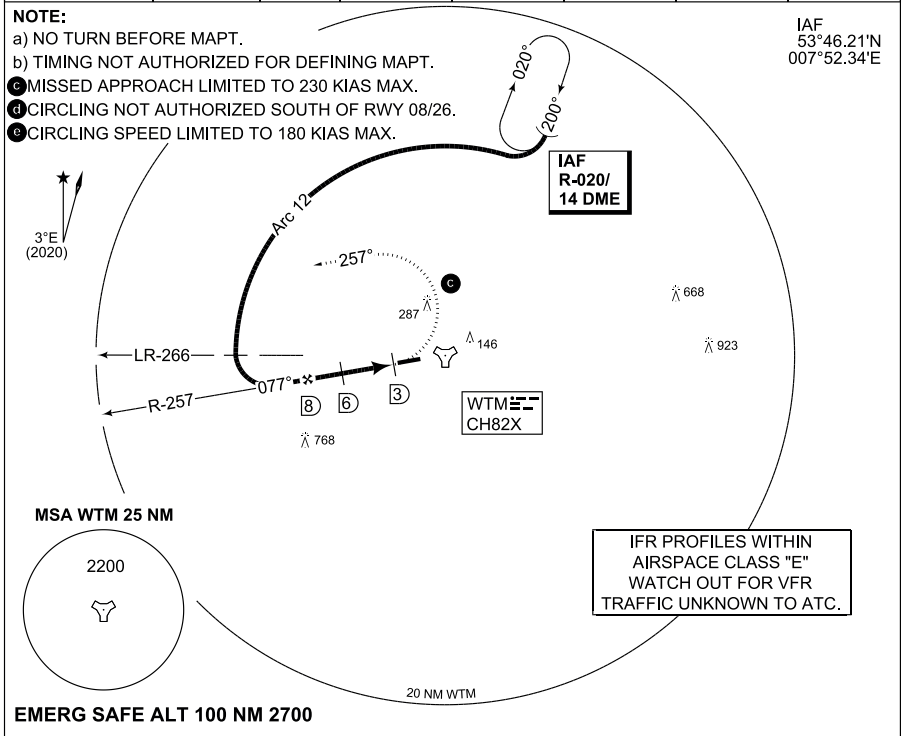 NOTE:
a) NO TURN BEFORE MAPT.
b) TIMING NOT AUTHORIZED FOR DEFINING MAPT.
c MISSED APPROACH LIMITED TO 230 KIAS MAX.
d CIRCLING NOT AUTHORIZED SOUTH OF RWY 08/26.
e CIRCLING SPEED LIMITED TO 180 KIAS MAX.
IAF
53°46.21'N
007°52.34'E
020°
(200°
IAF
R-020/
14 DME
3°E
(2020)
Arc 12
257°
c
287
668
146
923
LR-266
077°
R-257
8
6
3
WTM
CH82X
768
MSA WTM 25 NM
2200
IFR PROFILES WITHIN
AIRSPACE CLASS "E"
WATCH OUT FOR VFR
TRAFFIC UNKNOWN TO ATC.
20 NM WTM
EMERG SAFE ALT 100 NM 2700